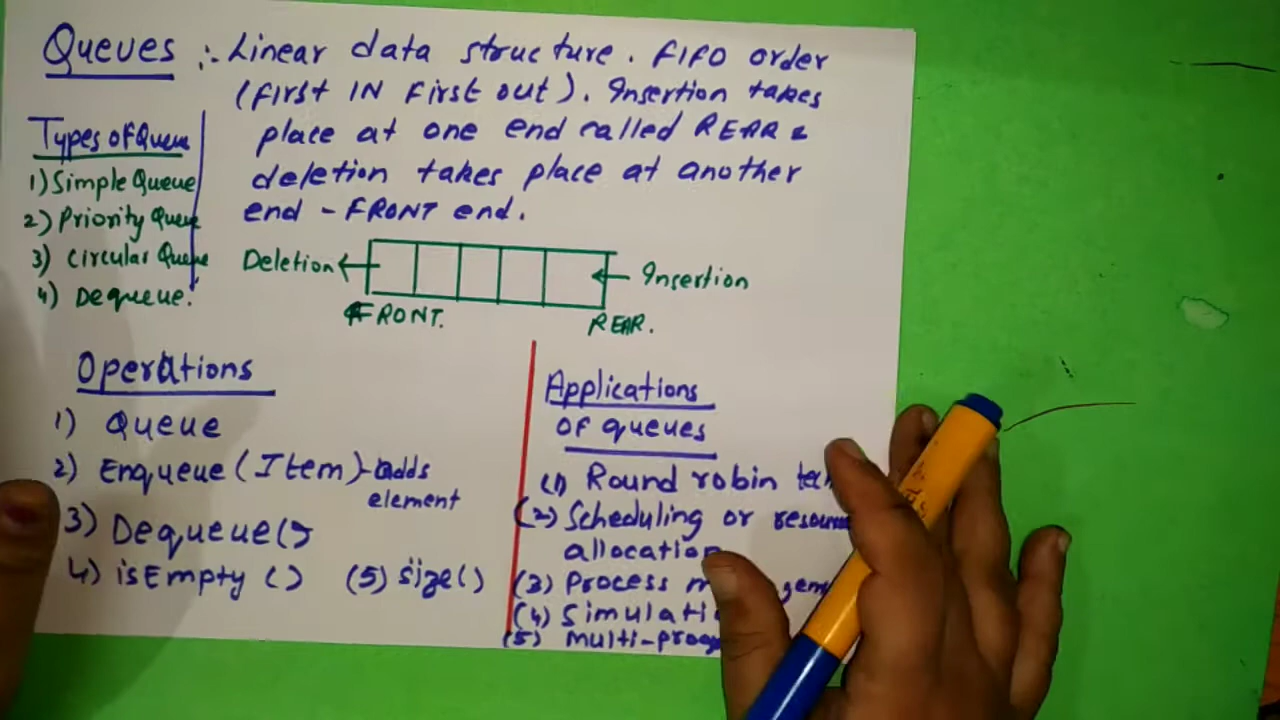 Queues :- Linear data structure. FIFO order
(First IN First out). Insertion takes
place at one end called REAR &
deletion takes place at another
end - FRONT end.
Types of Queue
1) Simple Queue
2) Priority Queue
3) Circular Queue
4) Dequeue.
Deletion
Insertion
FRONT.
REAR.
Operations
1) Queue
2) Enqueue (Item) - adds
element
3) Dequeue()
4) isEmpty () (5) size()
Applications
of queues
(1) Round robin
(2) Scheduling or
allocation
(3) Process
(4)
(5)